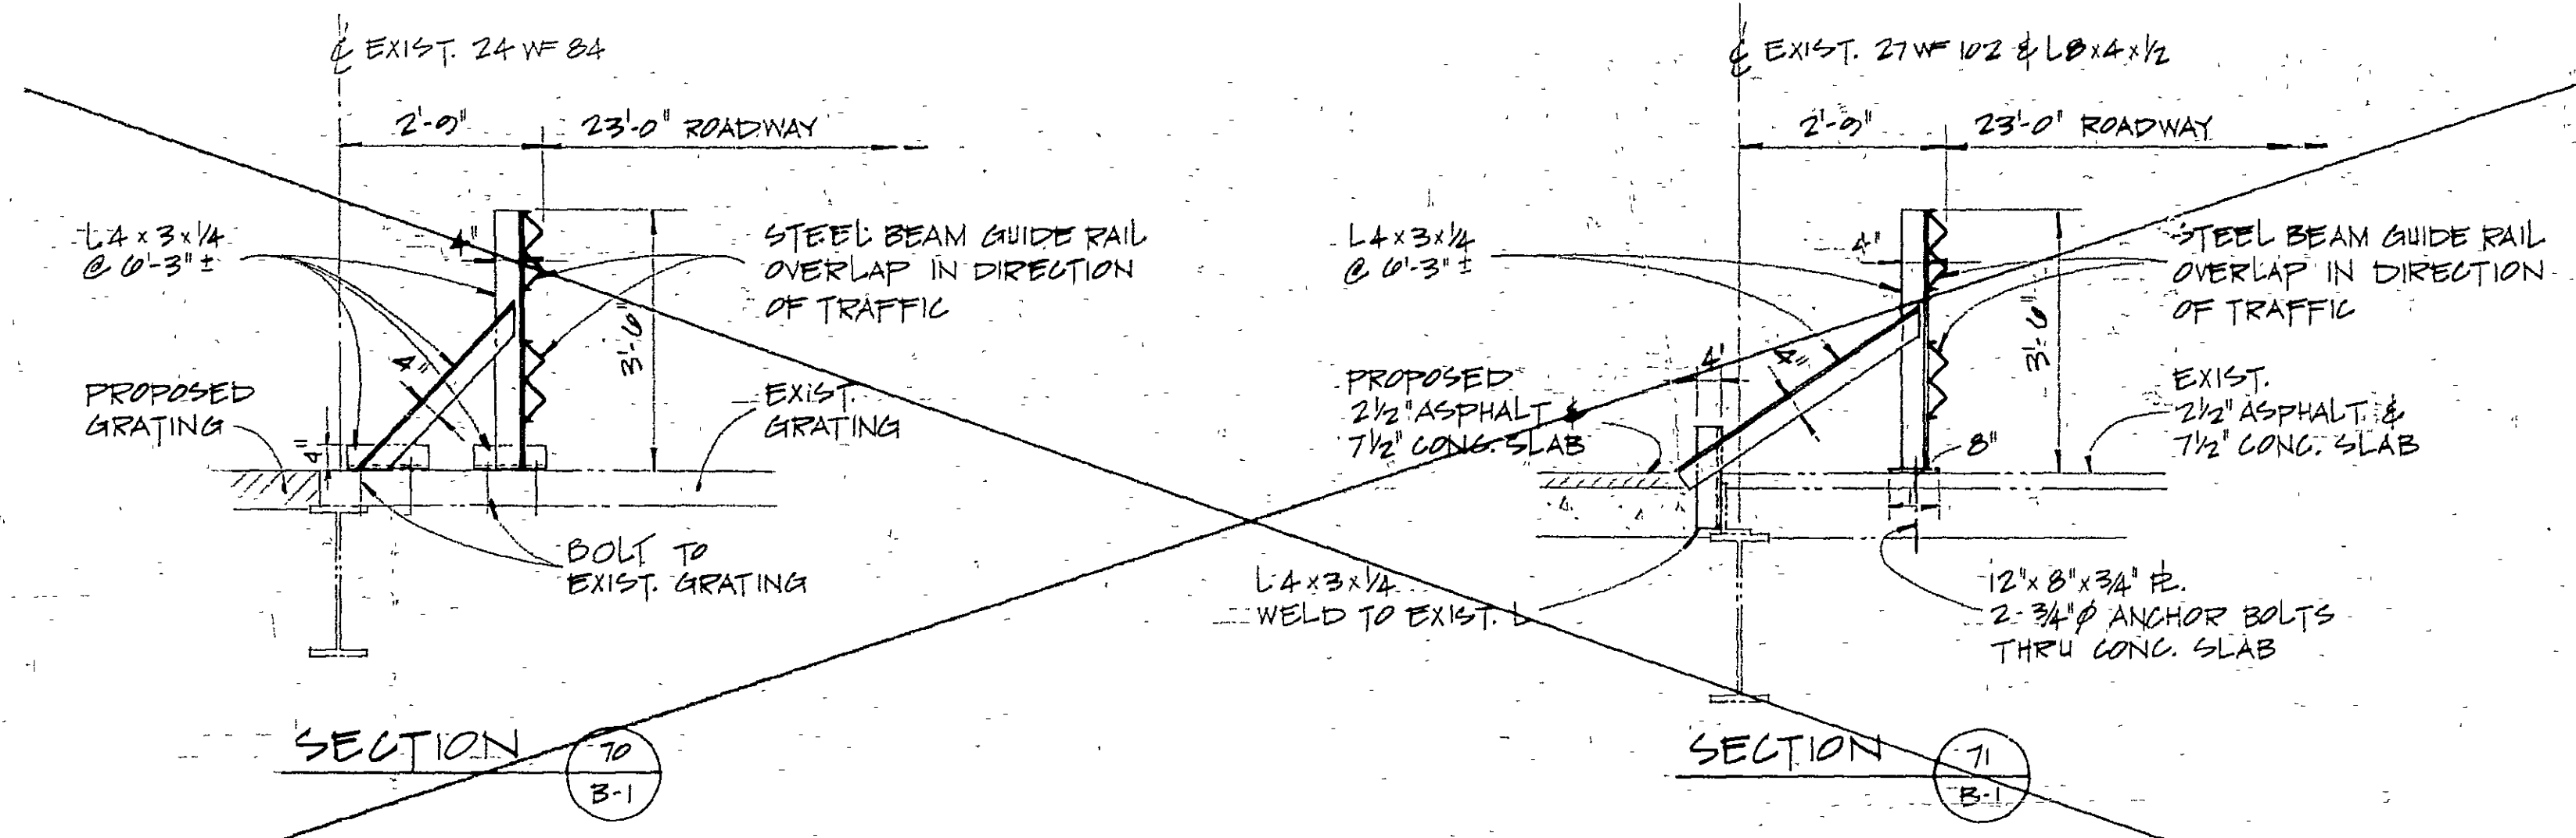 ℄ EXIST. 24 WF 84
2'-9"
23'-0" ROADWAY
L 4 x 3 x 1/4
@ 6'-3" ±
4"
STEEL BEAM GUIDE RAIL
OVERLAP IN DIRECTION
OF TRAFFIC
3'-6"
4"
PROPOSED
GRATING
4"
EXIST.
GRATING
BOLT TO
EXIST. GRATING
SECTION
70
B-1
℄ EXIST. 27 WF 102 & L 8 x 4 x 1/2
2'-9"
23'-0" ROADWAY
L 4 x 3 x 1/4
@ 6'-3" ±
4"
STEEL BEAM GUIDE RAIL
OVERLAP IN DIRECTION
OF TRAFFIC
3'-6"
4'
4"
PROPOSED
2 1/2" ASPHALT &
7 1/2" CONC. SLAB
EXIST.
2 1/2" ASPHALT &
7 1/2" CONC. SLAB
8"
L 4 x 3 x 1/4
WELD TO EXIST. L
12" x 8" x 3/4" PL.
2-3/4" Ø ANCHOR BOLTS
THRU CONC. SLAB
SECTION
71
B-1